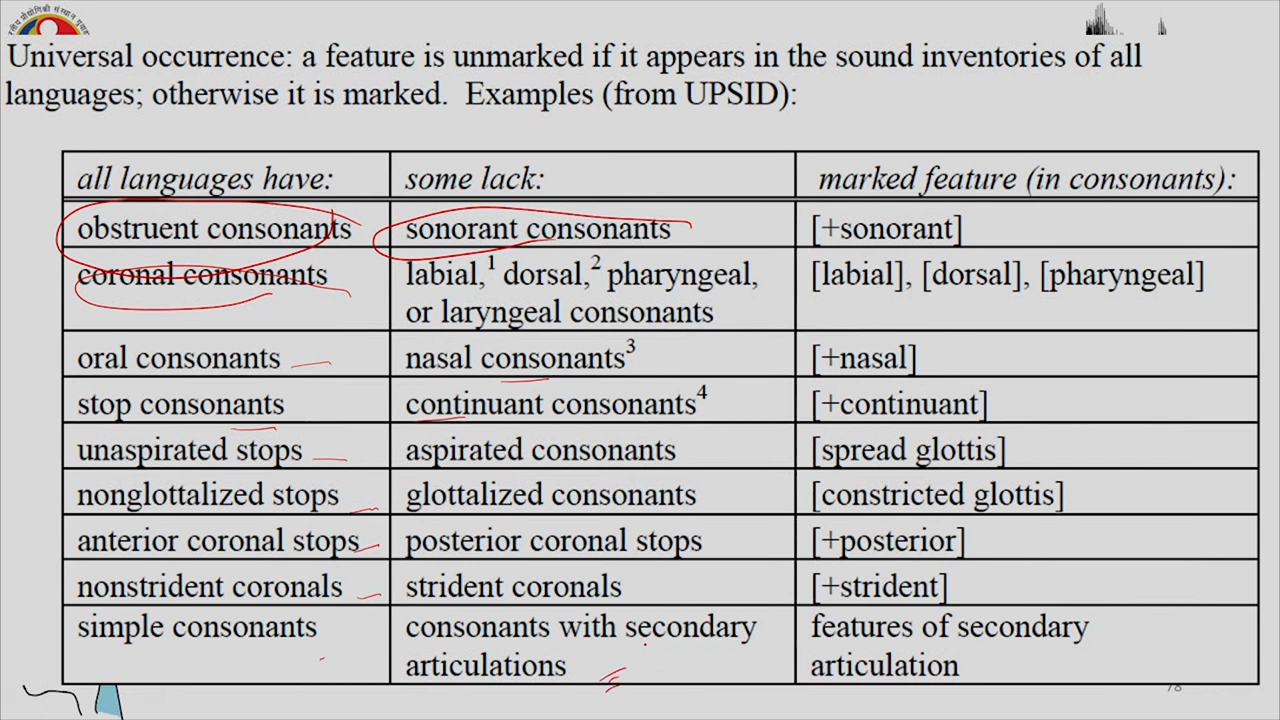 Universal occurrence: a feature is unmarked if it appears in the sound inventories of all
languages; otherwise it is marked. Examples (from UPSID):
all languages have: some lack: marked feature (in consonants):
obstruent consonants sonorant consonants [+sonorant]
coronal consonants labial,1 dorsal,2 pharyngeal, [labial], [dorsal], [pharyngeal]
or laryngeal consonants
oral consonants nasal consonants3 [+nasal]
stop consonants continuant consonants4 [+continuant]
unaspirated stops aspirated consonants [spread glottis]
nonglottalized stops glottalized consonants [constricted glottis]
anterior coronal stops posterior coronal stops [+posterior]
nonstrident coronals strident coronals [+strident]
simple consonants consonants with secondary features of secondary
articulations articulation
78